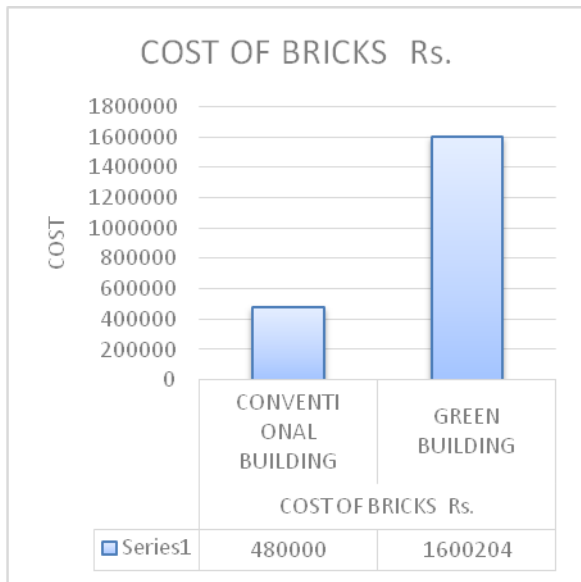 COST OF BRICKS Rs.
1800000
1600000
1400000
1200000
1000000
800000
600000
400000
200000
0
COST
CONVENTI
ONAL
BUILDING
GREEN
BUILDING
COST OF BRICKS Rs.
Series1 480000 1600204